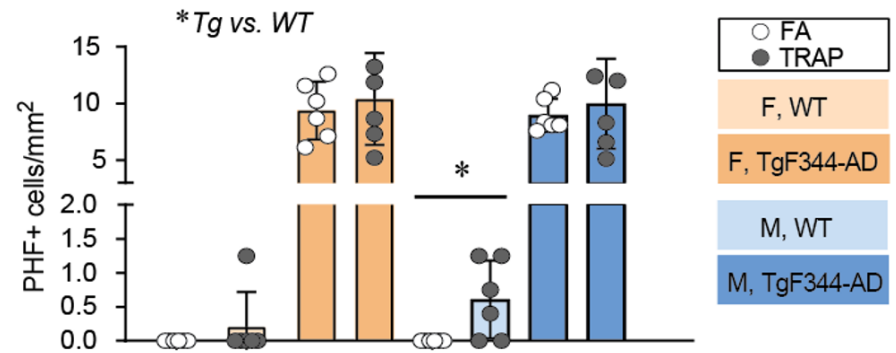 *Tg vs. WT
FA
TRAP
F, WT
F, TgF344-AD
M, WT
M, TgF344-AD
PHF+ cells/mm²
15
10
5
2.0
1.5
1.0
0.5
0.0
*